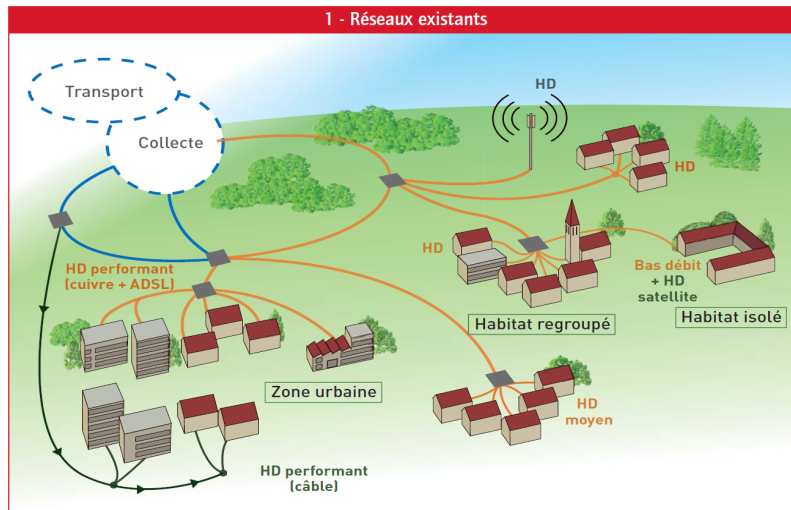 1 - Réseaux existants
Transport
Collecte
HD
HD
HD
HD performant
(cuivre + ADSL)
Bas débit
+ HD
satellite
Habitat regroupé
Habitat isolé
Zone urbaine
HD
moyen
HD performant
(câble)